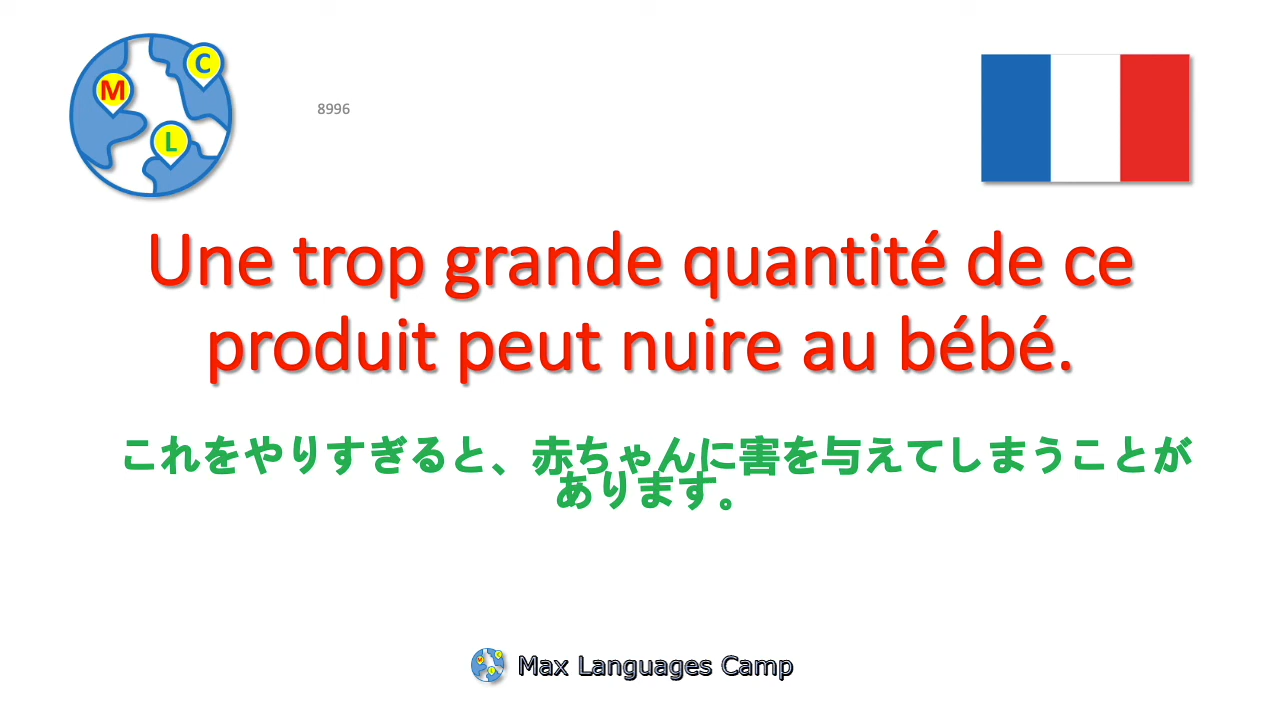 C
M
L
8996
Une trop grande quantité de ce
produit peut nuire au bébé.
これをやりすぎると、赤ちゃんに害を与えてしまうことが
あります。
Max Languages Camp